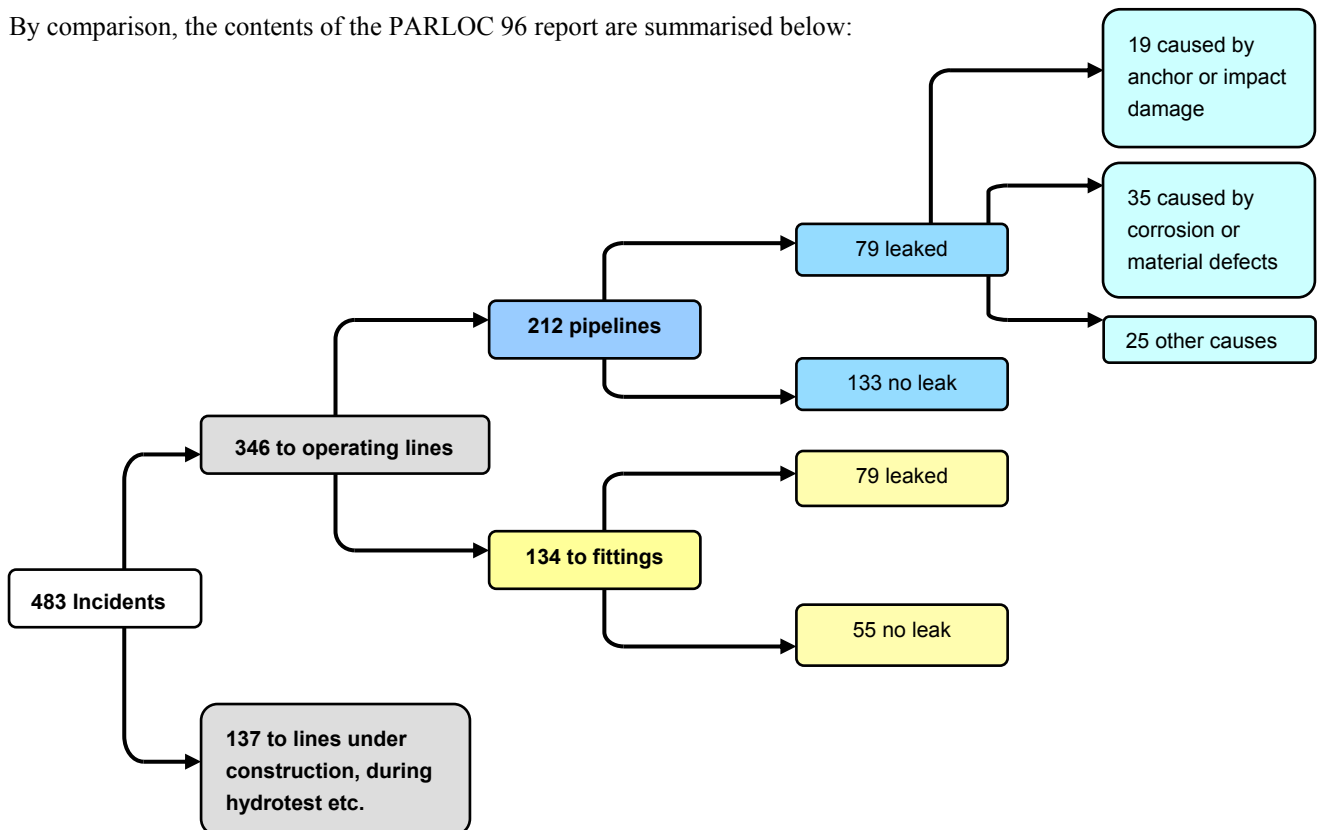 By comparison, the contents of the PARLOC 96 report are summarised below:
19 caused by
anchor or impact
damage
35 caused by
corrosion or
material defects
79 leaked
25 other causes
212 pipelines
133 no leak
346 to operating lines
79 leaked
134 to fittings
483 Incidents
55 no leak
137 to lines under
construction, during
hydrotest etc.